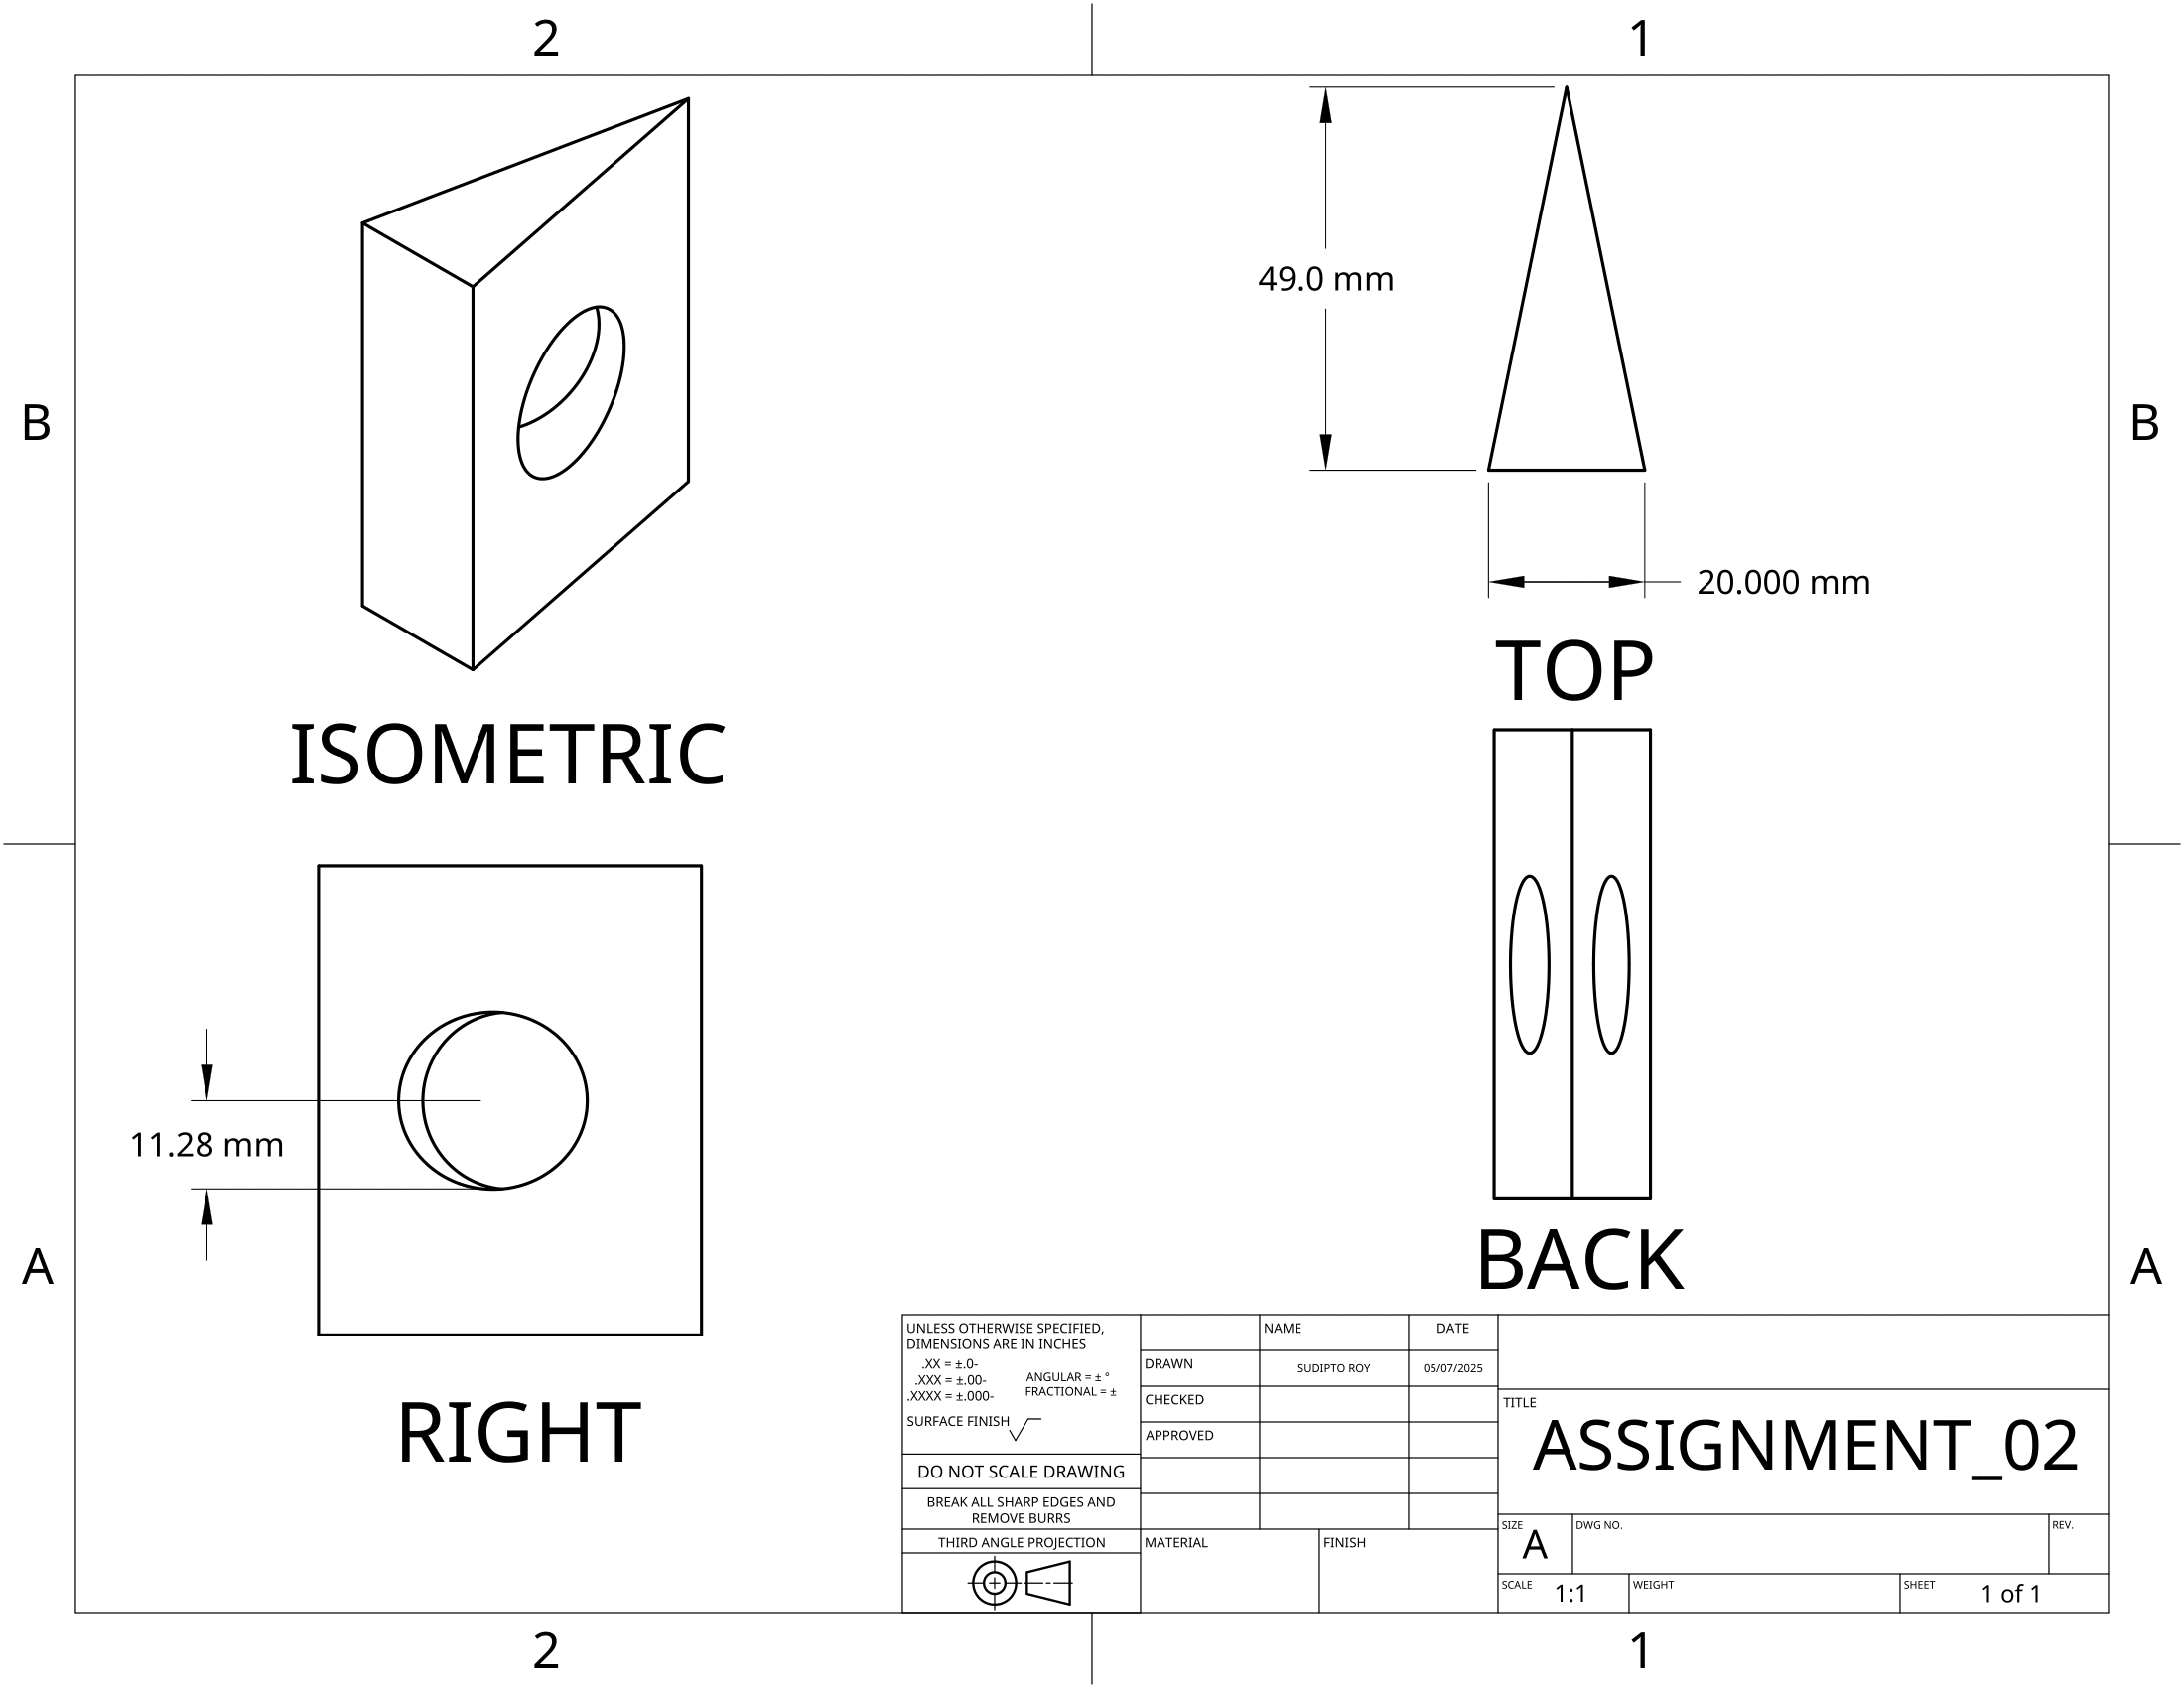 2
1
B
B
49.0 mm
20.000 mm
TOP
ISOMETRIC
11.28 mm
A
A
BACK
RIGHT
UNLESS OTHERWISE SPECIFIED,
DIMENSIONS ARE IN INCHES
.XX = ±.0-
.XXX = ±.00-
.XXXX = ±.000-
ANGULAR = ± °
FRACTIONAL = ±
SURFACE FINISH
DO NOT SCALE DRAWING
BREAK ALL SHARP EDGES AND
REMOVE BURRS
THIRD ANGLE PROJECTION
NAME
DATE
DRAWN
SUDIPTO ROY
05/07/2025
CHECKED
APPROVED
MATERIAL
FINISH
TITLE
ASSIGNMENT_02
SIZE
A
DWG NO.
REV.
SCALE
1:1
WEIGHT
SHEET
1 of 1
2
1